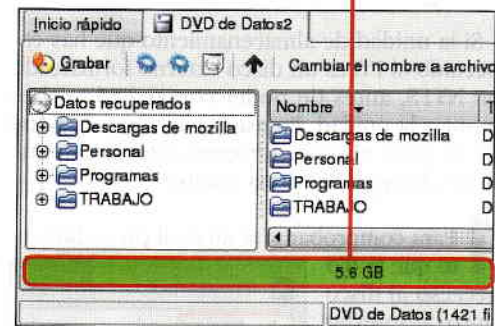 Inicio rápido DVD de Datos2
Grabar Cambiar el nombre a archivo
Datos recuperados
Descargas de mozilla
Personal
Programas
TRABAJO
Nombre
Descargas de mozilla D
Personal D
Programas D
TRABAJO D
5.6 GB
DVD de Datos (1421 fi